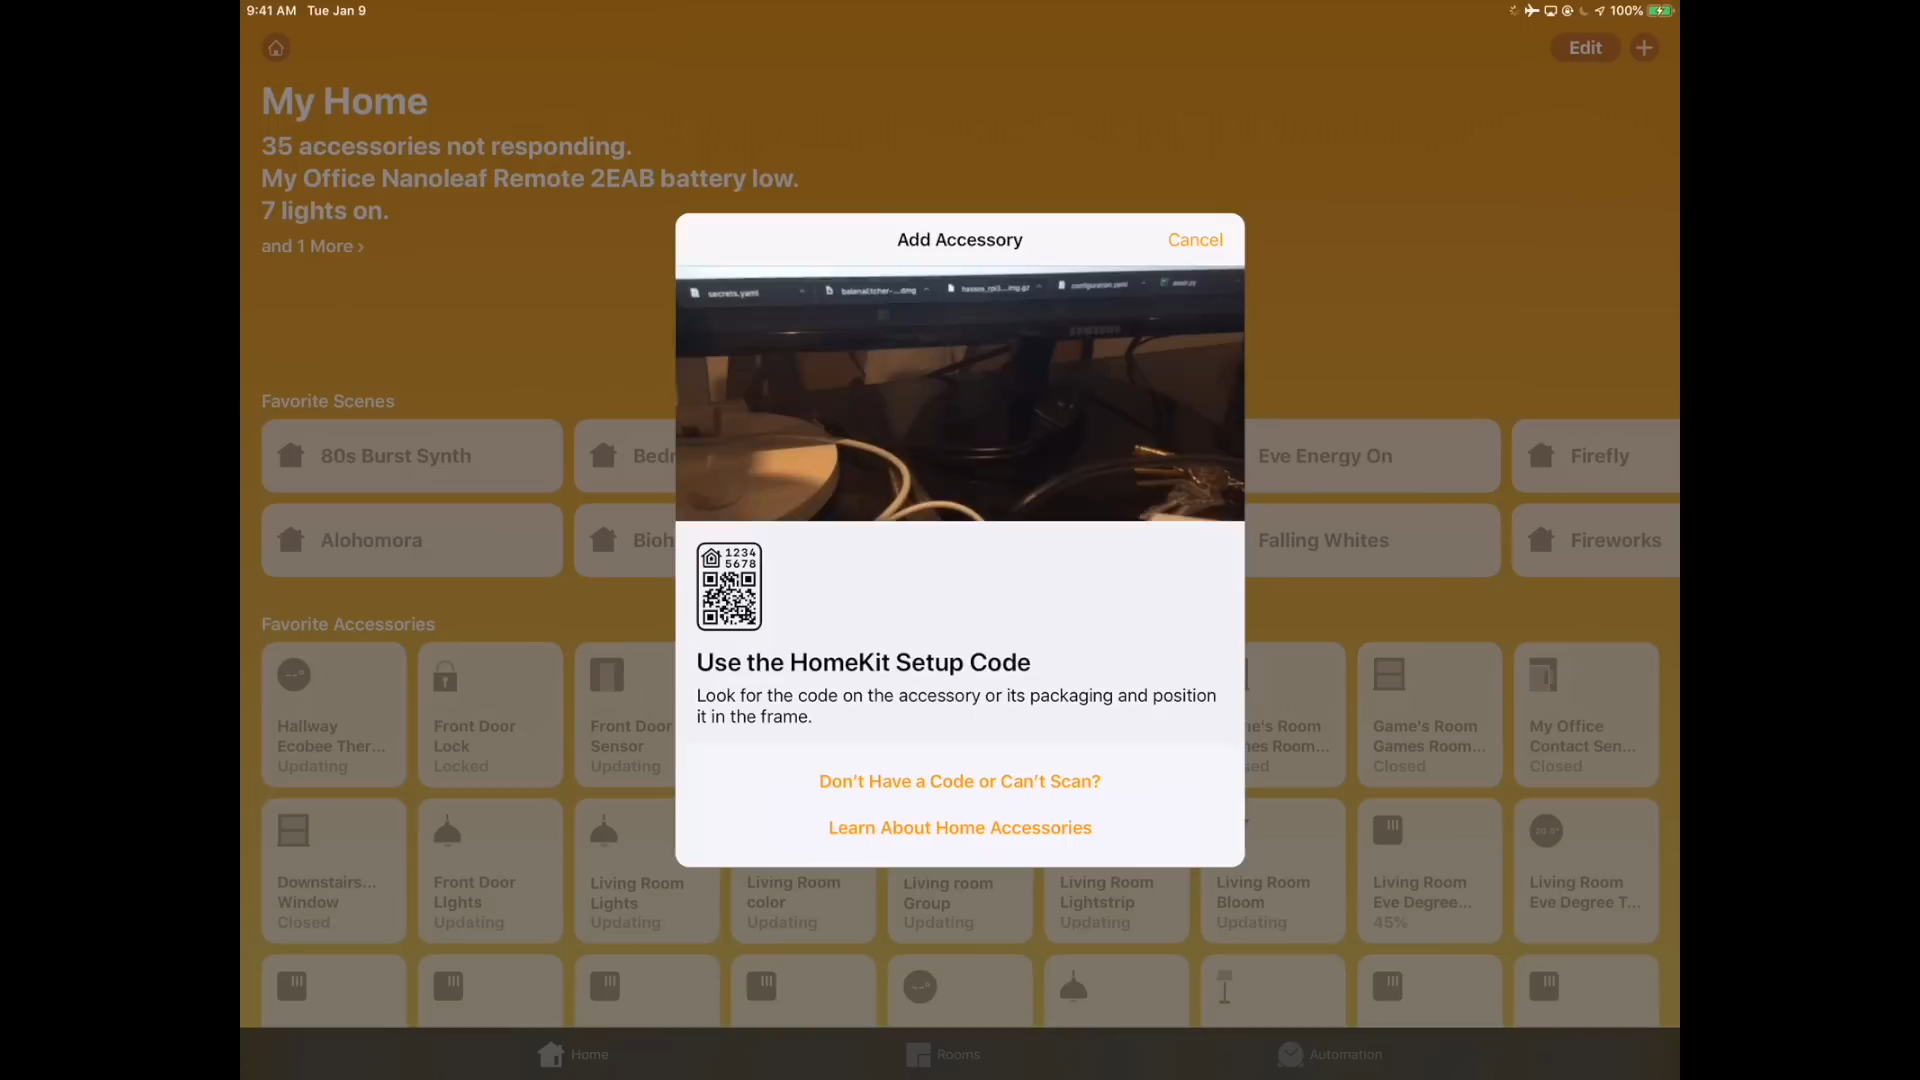 9:41 AM Tue Jan 9
100%
Edit
My Home
35 accessories not responding.
My Office Nanoleaf Remote 2EAB battery low.
7 lights on.
and 1 More ›
Add Accessory
Cancel
secrets.yaml
balenaEtcher-....dmg
hassos_rpi3....img.gz
configuration.yaml
SAMSUNG
Favorite Scenes
80s Burst Synth
Bedr
Eve Energy On
Firefly
Alohomora
Bioh
Falling Whites
Fireworks
1234
5678
Use the HomeKit Setup Code
Look for the code on the accessory or its packaging and position
it in the frame.
Don't Have a Code or Can't Scan?
Learn About Home Accessories
Favorite Accessories
Hallway
Ecobee Ther...
Updating
Front Door
Lock
Locked
Front Door
Sensor
Updating
e's Room
es Room...
sed
Game's Room
Games Room...
Closed
My Office
Contact Sen...
Closed
Downstairs...
Window
Closed
Front Door
Lights
Updating
Living Room
Lights
Updating
Living Room
color
Updating
Living room
Group
Updating
Living Room
Lightstrip
Updating
Living Room
Bloom
Updating
Living Room
Eve Degree...
45%
20.5°
Living Room
Eve Degree T...
Home
Rooms
Automation